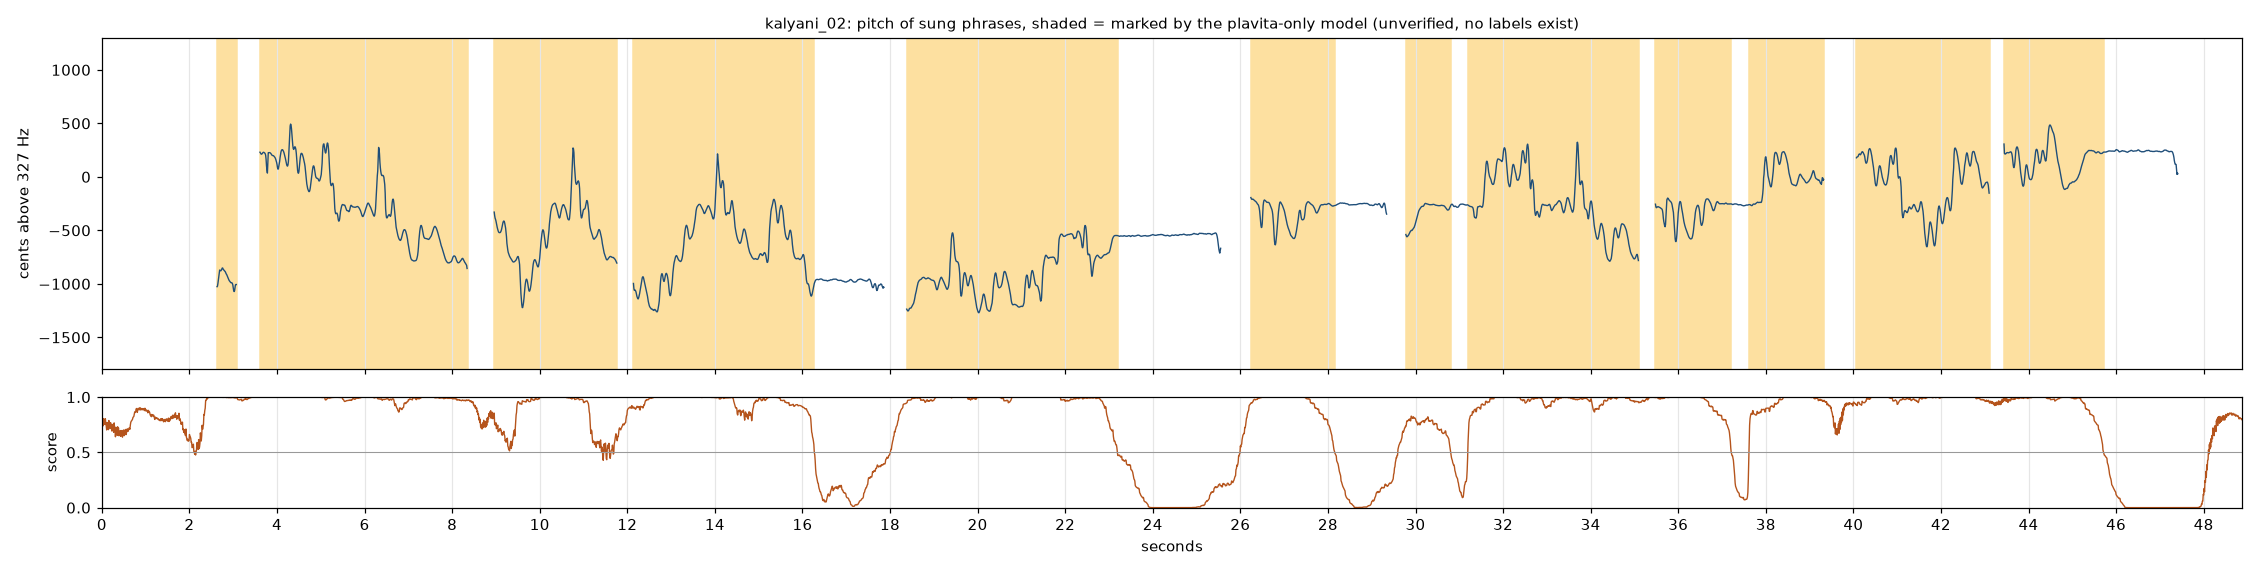 kalyani_02: pitch of sung phrases, shaded = marked by the plavita-only model (unverified, no labels exist)
cents above 327 Hz
1000
500
0
−500
−1000
−1500
score
1.0
0.5
0.0
0 2 4 6 8 10 12 14 16 18 20 22 24 26 28 30 32 34 36 38 40 42 44 46 48
seconds